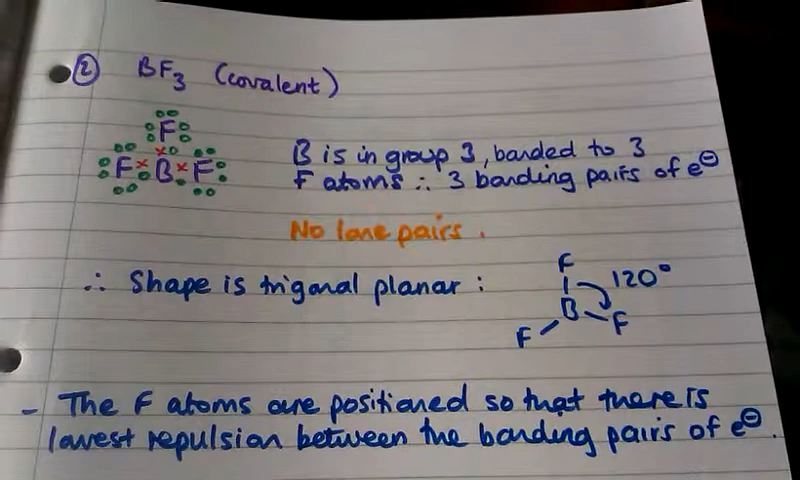 ② BF₃ (covalent)
F
F × B × F
B is in group 3, bonded to 3
F atoms ∴ 3 bonding pairs of e⊖
No lone pairs.
∴ Shape is trigonal planar :
F
120°
B
F F
- The F atoms are positioned so that there is
lowest repulsion between the bonding pairs of e⊖.